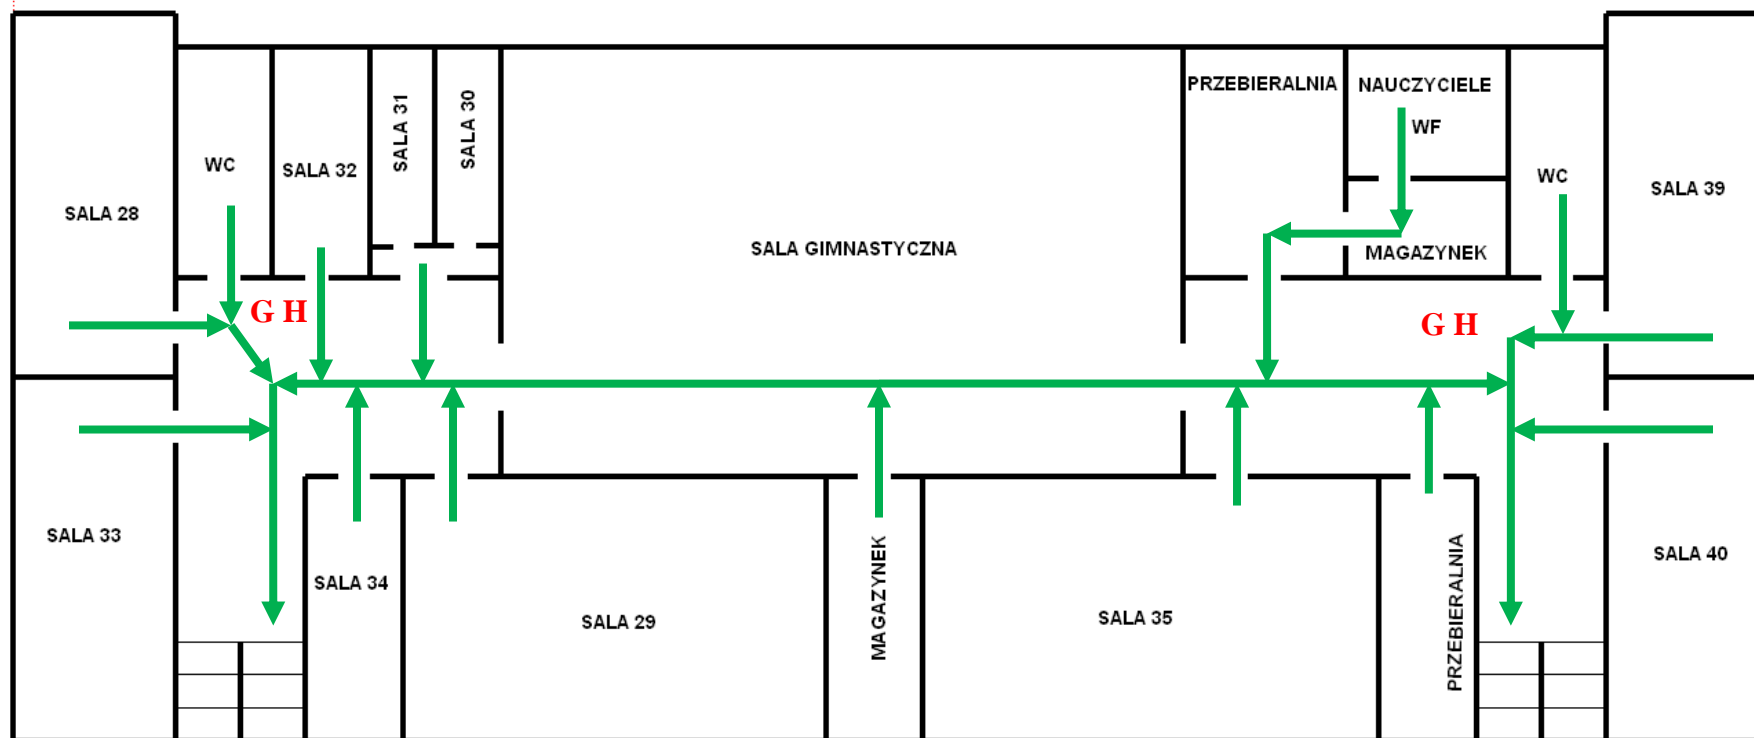 PRZEBIERALNIA
NAUCZYCIELE
WF
SALA 31
SALA 30
WC
SALA 32
WC
SALA 39
SALA 28
SALA GIMNASTYCZNA
MAGAZYNEK
G H
G H
SALA 33
SALA 34
SALA 29
MAGAZYNEK
SALA 35
PRZEBIERALNIA
SALA 40